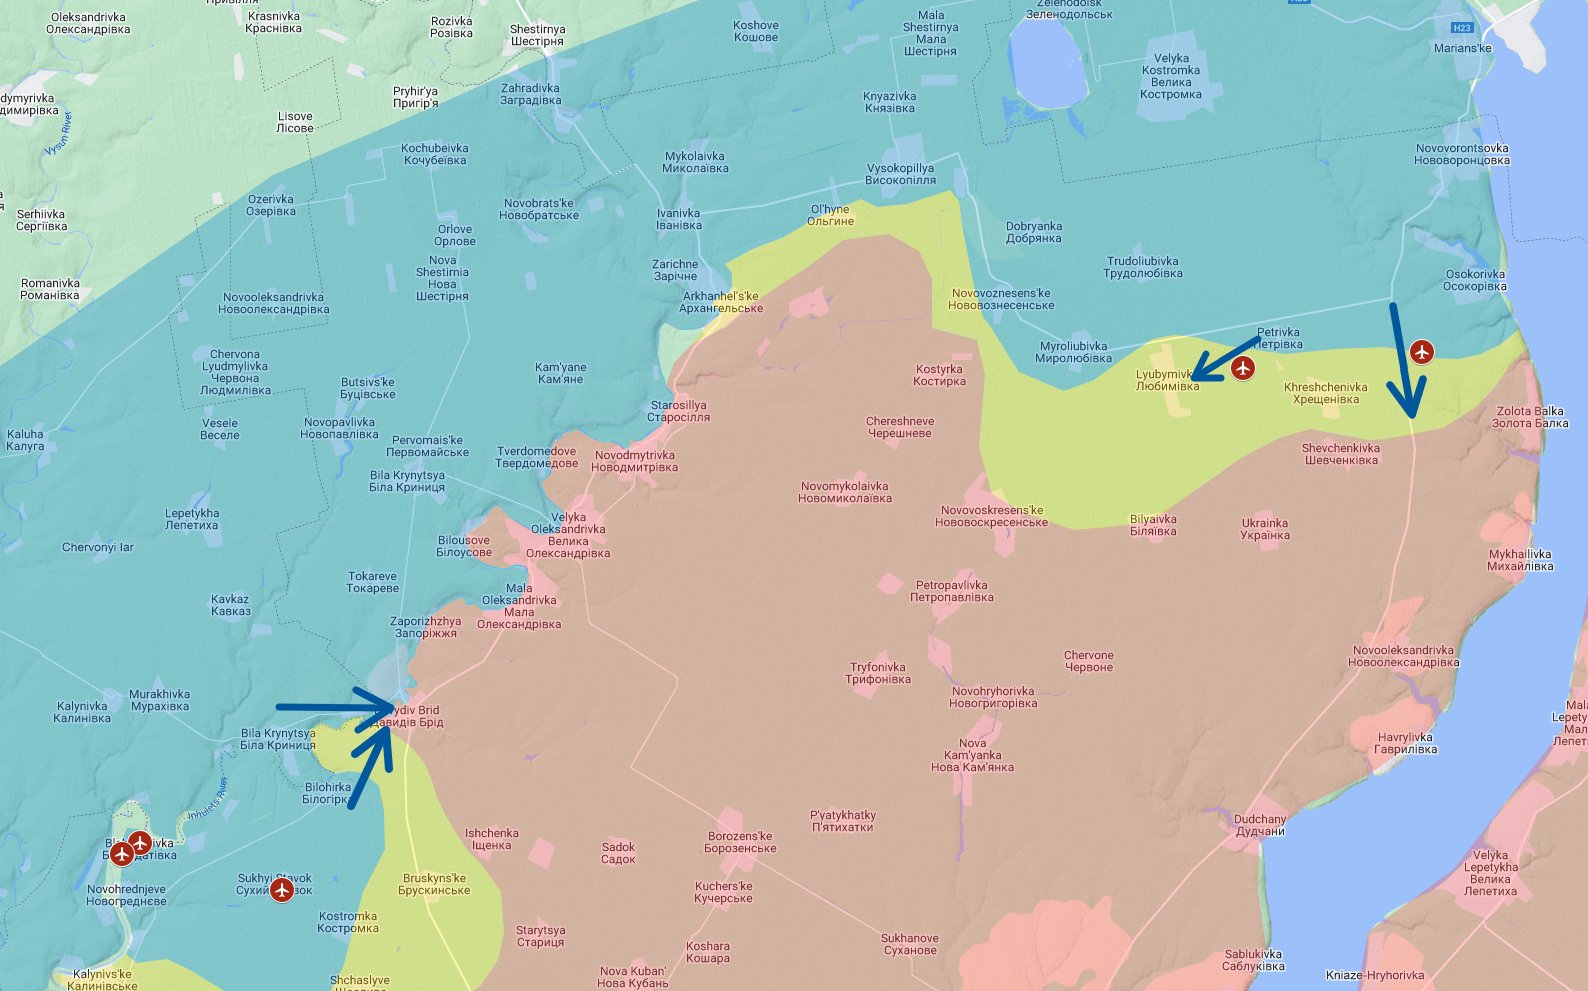 Oleksandrivka
Олександрівка
Krasnivka
Краснівка
Rozivka
Розівка
Shestirnya
Шестірня
Koshove
Кошове
Mala
Shestirnya
Мала
Шестірня
Zelenodolsk
Зеленодольськ
H23
Marians'ke
Velyka
Kostromka
Велика
Костромка
dymyrivka
димирівка
Vysun River
Pryhir'ya
Пригір'я
Zahradivka
Заградівка
Knyazivka
Князівка
Lisove
Лісове
Kochubeivka
Кочубеївка
Mykolaivka
Миколаївка
Vysokopillya
Високопілля
Novovorontsovka
Нововоронцовка
Serhiivka
Сергіївка
Ozerivka
Озерівка
Novobrats'ke
Новобратське
Ivanivka
Іванівка
Ol'hyne
Ольгине
Orlove
Орлове
Dobryanka
Добрянка
Nova
Shestirnia
Нова
Шестірня
Zarichne
Зарічне
Trudoliubivka
Трудолюбівка
Osokorivka
Осокорівка
Romanivka
Романівка
Novooleksandrivka
Новоолександрівка
Arkhanhel's'ke
Архангельське
Novovoznesens'ke
Нововознесенське
Petrivka
Петрівка
Myroliubivka
Миролюбівка
Chervona
Lyudmylivka
Червона
Людмилівка
Butsivs'ke
Буцівське
Kam'yane
Кам'яне
Kostyrka
Костирка
Lyubymivk
Любимівка
Khreshchenivka
Хрещенівка
Starosillya
Старосілля
Zolota Balka
Золота Балка
Kaluha
Калуга
Vesele
Веселе
Novopavlivka
Новопавлівка
Chereshneve
Черешневе
Pervomais'ke
Первомайське
Tverdomedove
Твердомедове
Novodmytrivka
Новодмитрівка
Shevchenkivka
Шевченківка
Bila Krynytsya
Біла Криниця
Novomykolaivka
Новомиколаївка
Lepetykha
Лепетиха
Velyka
Oleksandrivka
Велика
Олександрівка
Novovoskresens'ke
Нововоскресенське
Bilyaivka
Біляївка
Ukrainka
Українка
Chervonyi Iar
Bilousove
Білоусове
Mykhailivka
Михайлівка
Tokareve
Токареве
Mala
Oleksandrivka
Мала
Олександрівка
Petropavlivka
Петропавлівка
Kavkaz
Кавказ
Zaporizhzhya
Запоріжжя
Novooleksandrivka
Новоолександрівка
Tryfonivka
Трифонівка
Chervone
Червоне
Murakhivka
Мурахівка
Kalynivka
Калинівка
ydiv Brid
Давидів Брід
Novohryhorivka
Новогригорівка
Mala
Lepety
Мал
Лепет
Bila Krynytsya
Біла Криниця
Nova
Kam'yanka
Нова Кам'янка
Havrylivka
Гаврилівка
Bilohirka
Білогірк
Inhulets River
P'yatykhatky
П'ятихатки
Dudchany
Дудчани
Ishchenka
Іщенка
Sadok
Садок
Borozens'ke
Борозенське
Sukhyi Stavok
Сухий
вок
Novohrednjeve
Новогреднєве
Bruskyns'ke
Брускинське
Kuchers'ke
Кучерське
Velyka
Lepetykha
Велика
Лепетиха
Kostromka
Костромка
Starytsya
Стариця
Koshara
Кошара
Sukhanove
Суханове
Sablukivka
Саблуківка
Kalynivs'ke
Калинівське
Shchaslyve
Nova Kuban'
Нова Кубань
Kniaze-Hryhorivka